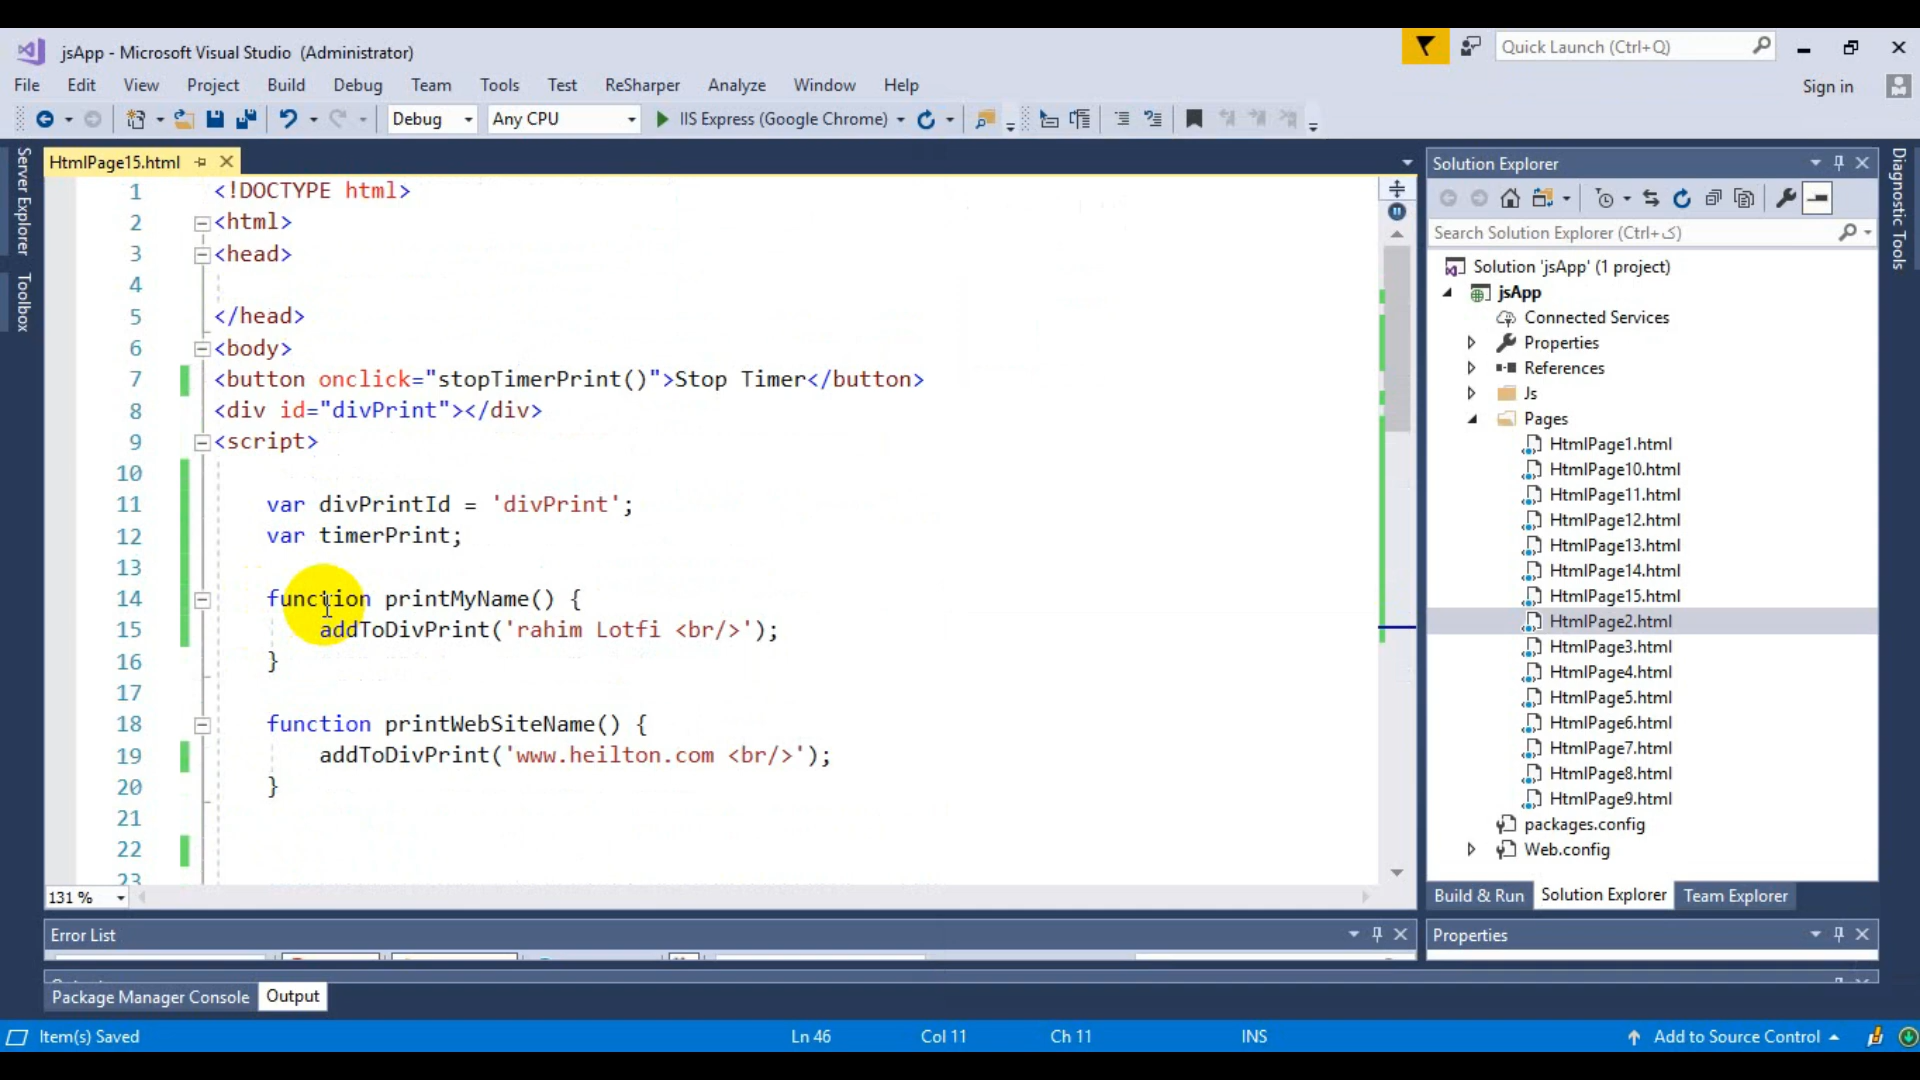 jsApp - Microsoft Visual Studio (Administrator)
Quick Launch (Ctrl+Q)
File Edit View Project Build Debug Team Tools Test ReSharper Analyze Window Help
Sign in
Debug Any CPU IIS Express (Google Chrome)
Server Explorer
Toolbox
HtmlPage15.html
1 <!DOCTYPE html>
2 <html>
3 <head>
4
5 </head>
6 <body>
7 <button onclick="stopTimerPrint()">Stop Timer</button>
8 <div id="divPrint"></div>
9 <script>
10
11 var divPrintId = 'divPrint';
12 var timerPrint;
13
14 function printMyName() {
15 addToDivPrint('rahim Lotfi <br/>');
16 }
17
18 function printWebSiteName() {
19 addToDivPrint('www.heilton.com <br/>');
20 }
21
22
23
131 %
Solution Explorer
Search Solution Explorer (Ctrl+ک)
Solution 'jsApp' (1 project)
jsApp
Connected Services
Properties
References
Js
Pages
HtmlPage1.html
HtmlPage10.html
HtmlPage11.html
HtmlPage12.html
HtmlPage13.html
HtmlPage14.html
HtmlPage15.html
HtmlPage2.html
HtmlPage3.html
HtmlPage4.html
HtmlPage5.html
HtmlPage6.html
HtmlPage7.html
HtmlPage8.html
HtmlPage9.html
packages.config
Web.config
Build & Run Solution Explorer Team Explorer
Diagnostic Tools
Error List
Properties
Package Manager Console Output
Item(s) Saved Ln 46 Col 11 Ch 11 INS Add to Source Control